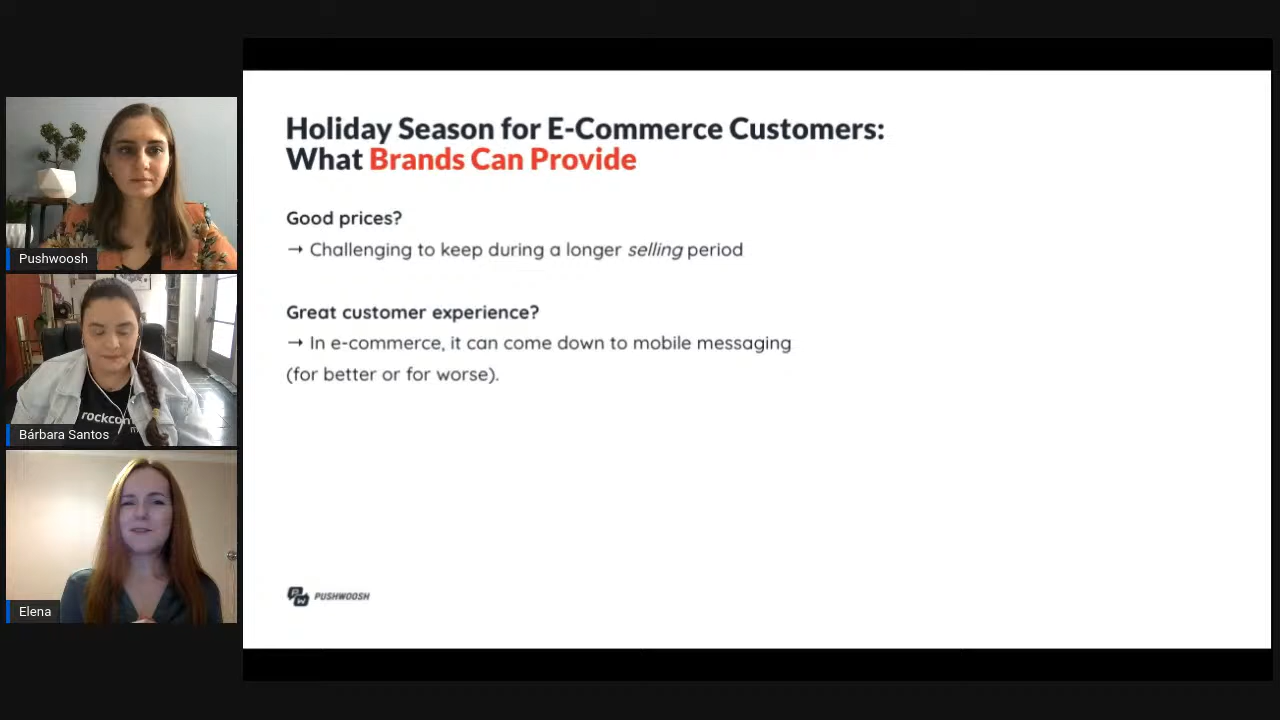 Holiday Season for E-Commerce Customers:
What Brands Can Provide
Good prices?
→ Challenging to keep during a longer selling period
Great customer experience?
→ In e-commerce, it can come down to mobile messaging
(for better or for worse).
PUSHWOOSH
Pushwoosh
rockcon
Bárbara Santos
Elena